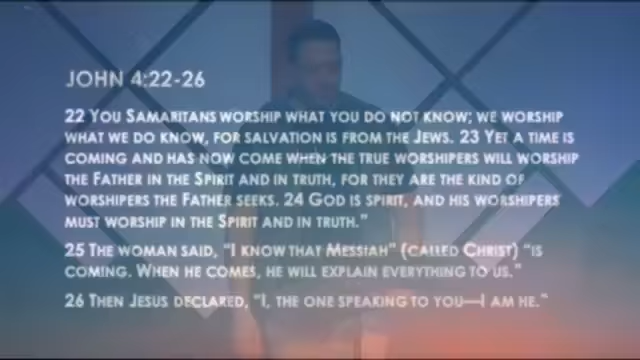 JOHN 4:22-26
22 YOU SAMARITANS WORSHIP WHAT YOU DO NOT KNOW; WE WORSHIP
WHAT WE DO KNOW, FOR SALVATION IS FROM THE JEWS. 23 YET A TIME IS
COMING AND HAS NOW COME WHEN THE TRUE WORSHIPERS WILL WORSHIP
THE FATHER IN THE SPIRIT AND IN TRUTH, FOR THEY ARE THE KIND OF
WORSHIPERS THE FATHER SEEKS. 24 GOD IS SPIRIT, AND HIS WORSHIPERS
MUST WORSHIP IN THE SPIRIT AND IN TRUTH."
25 THE WOMAN SAID, "I KNOW THAT MESSIAH" (CALLED CHRIST) "IS
COMING. WHEN HE COMES, HE WILL EXPLAIN EVERYTHING TO US."
26 THEN JESUS DECLARED, "I, THE ONE SPEAKING TO YOU—I AM HE."